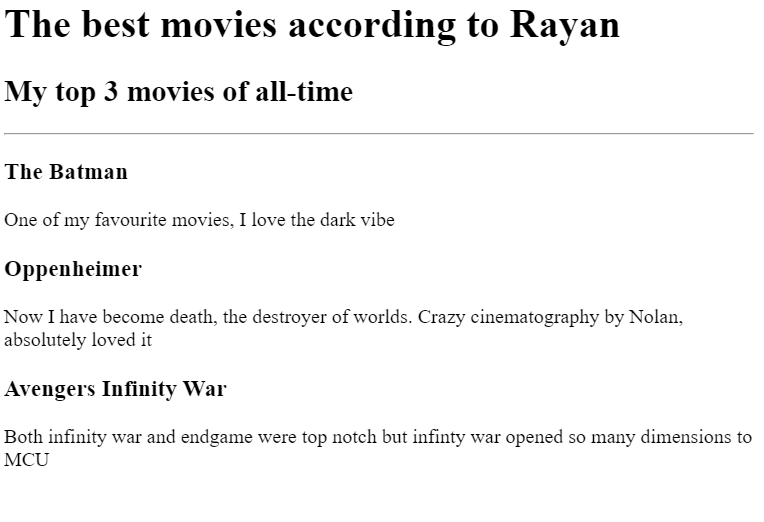 The best movies according to Rayan
My top 3 movies of all-time
The Batman
One of my favourite movies, I love the dark vibe
Oppenheimer
Now I have become death, the destroyer of worlds. Crazy cinematography by Nolan,
absolutely loved it
Avengers Infinity War
Both infinity war and endgame were top notch but infinty war opened so many dimensions to
MCU